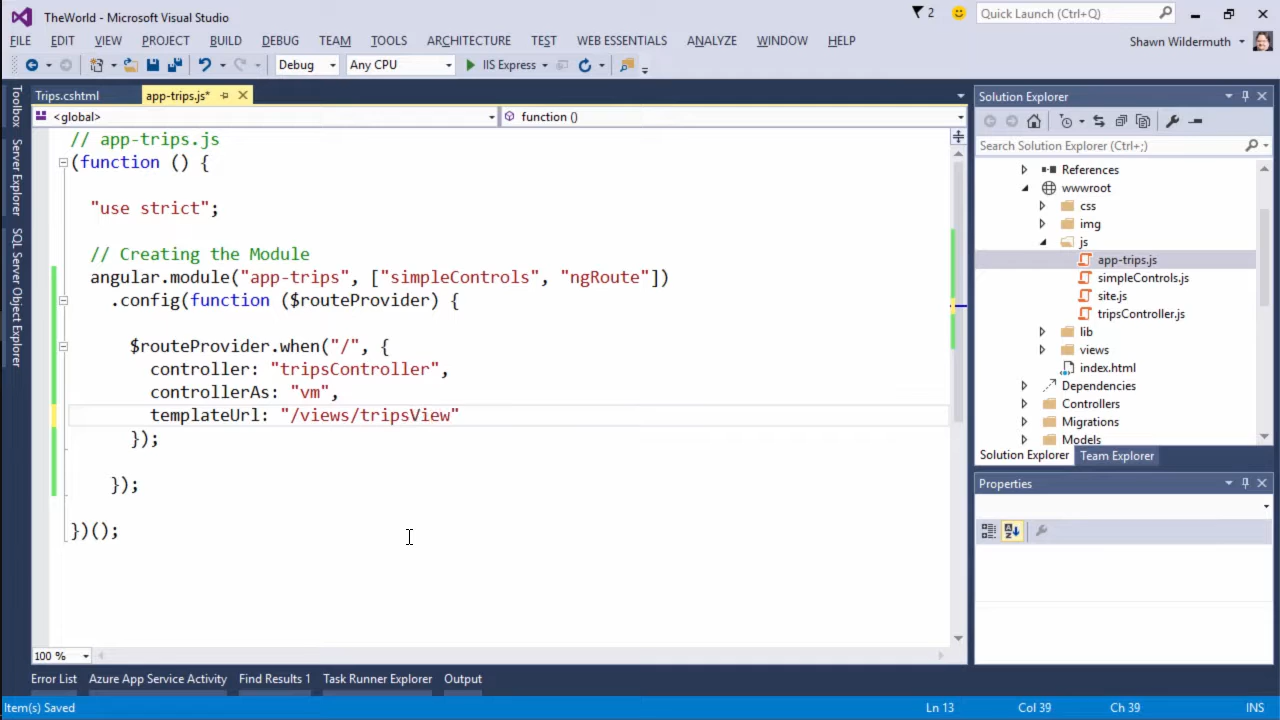 TheWorld - Microsoft Visual Studio
2
Quick Launch (Ctrl+Q)
FILE EDIT VIEW PROJECT BUILD DEBUG TEAM TOOLS ARCHITECTURE TEST WEB ESSENTIALS ANALYZE WINDOW HELP
Shawn Wildermuth
Debug Any CPU IIS Express
Toolbox
Server Explorer
SQL Server Object Explorer
Trips.cshtml app-trips.js*
<global> function ()
// app-trips.js
(function () {
"use strict";
// Creating the Module
angular.module("app-trips", ["simpleControls", "ngRoute"])
.config(function ($routeProvider) {
$routeProvider.when("/", {
controller: "tripsController",
controllerAs: "vm",
templateUrl: "/views/tripsView"
});
});
})();
100 %
Solution Explorer
Search Solution Explorer (Ctrl+;)
References
wwwroot
css
img
js
app-trips.js
simpleControls.js
site.js
tripsController.js
lib
views
index.html
Dependencies
Controllers
Migrations
Models
Solution Explorer Team Explorer
Properties
Error List Azure App Service Activity Find Results 1 Task Runner Explorer Output
Item(s) Saved Ln 13 Col 39 Ch 39 INS